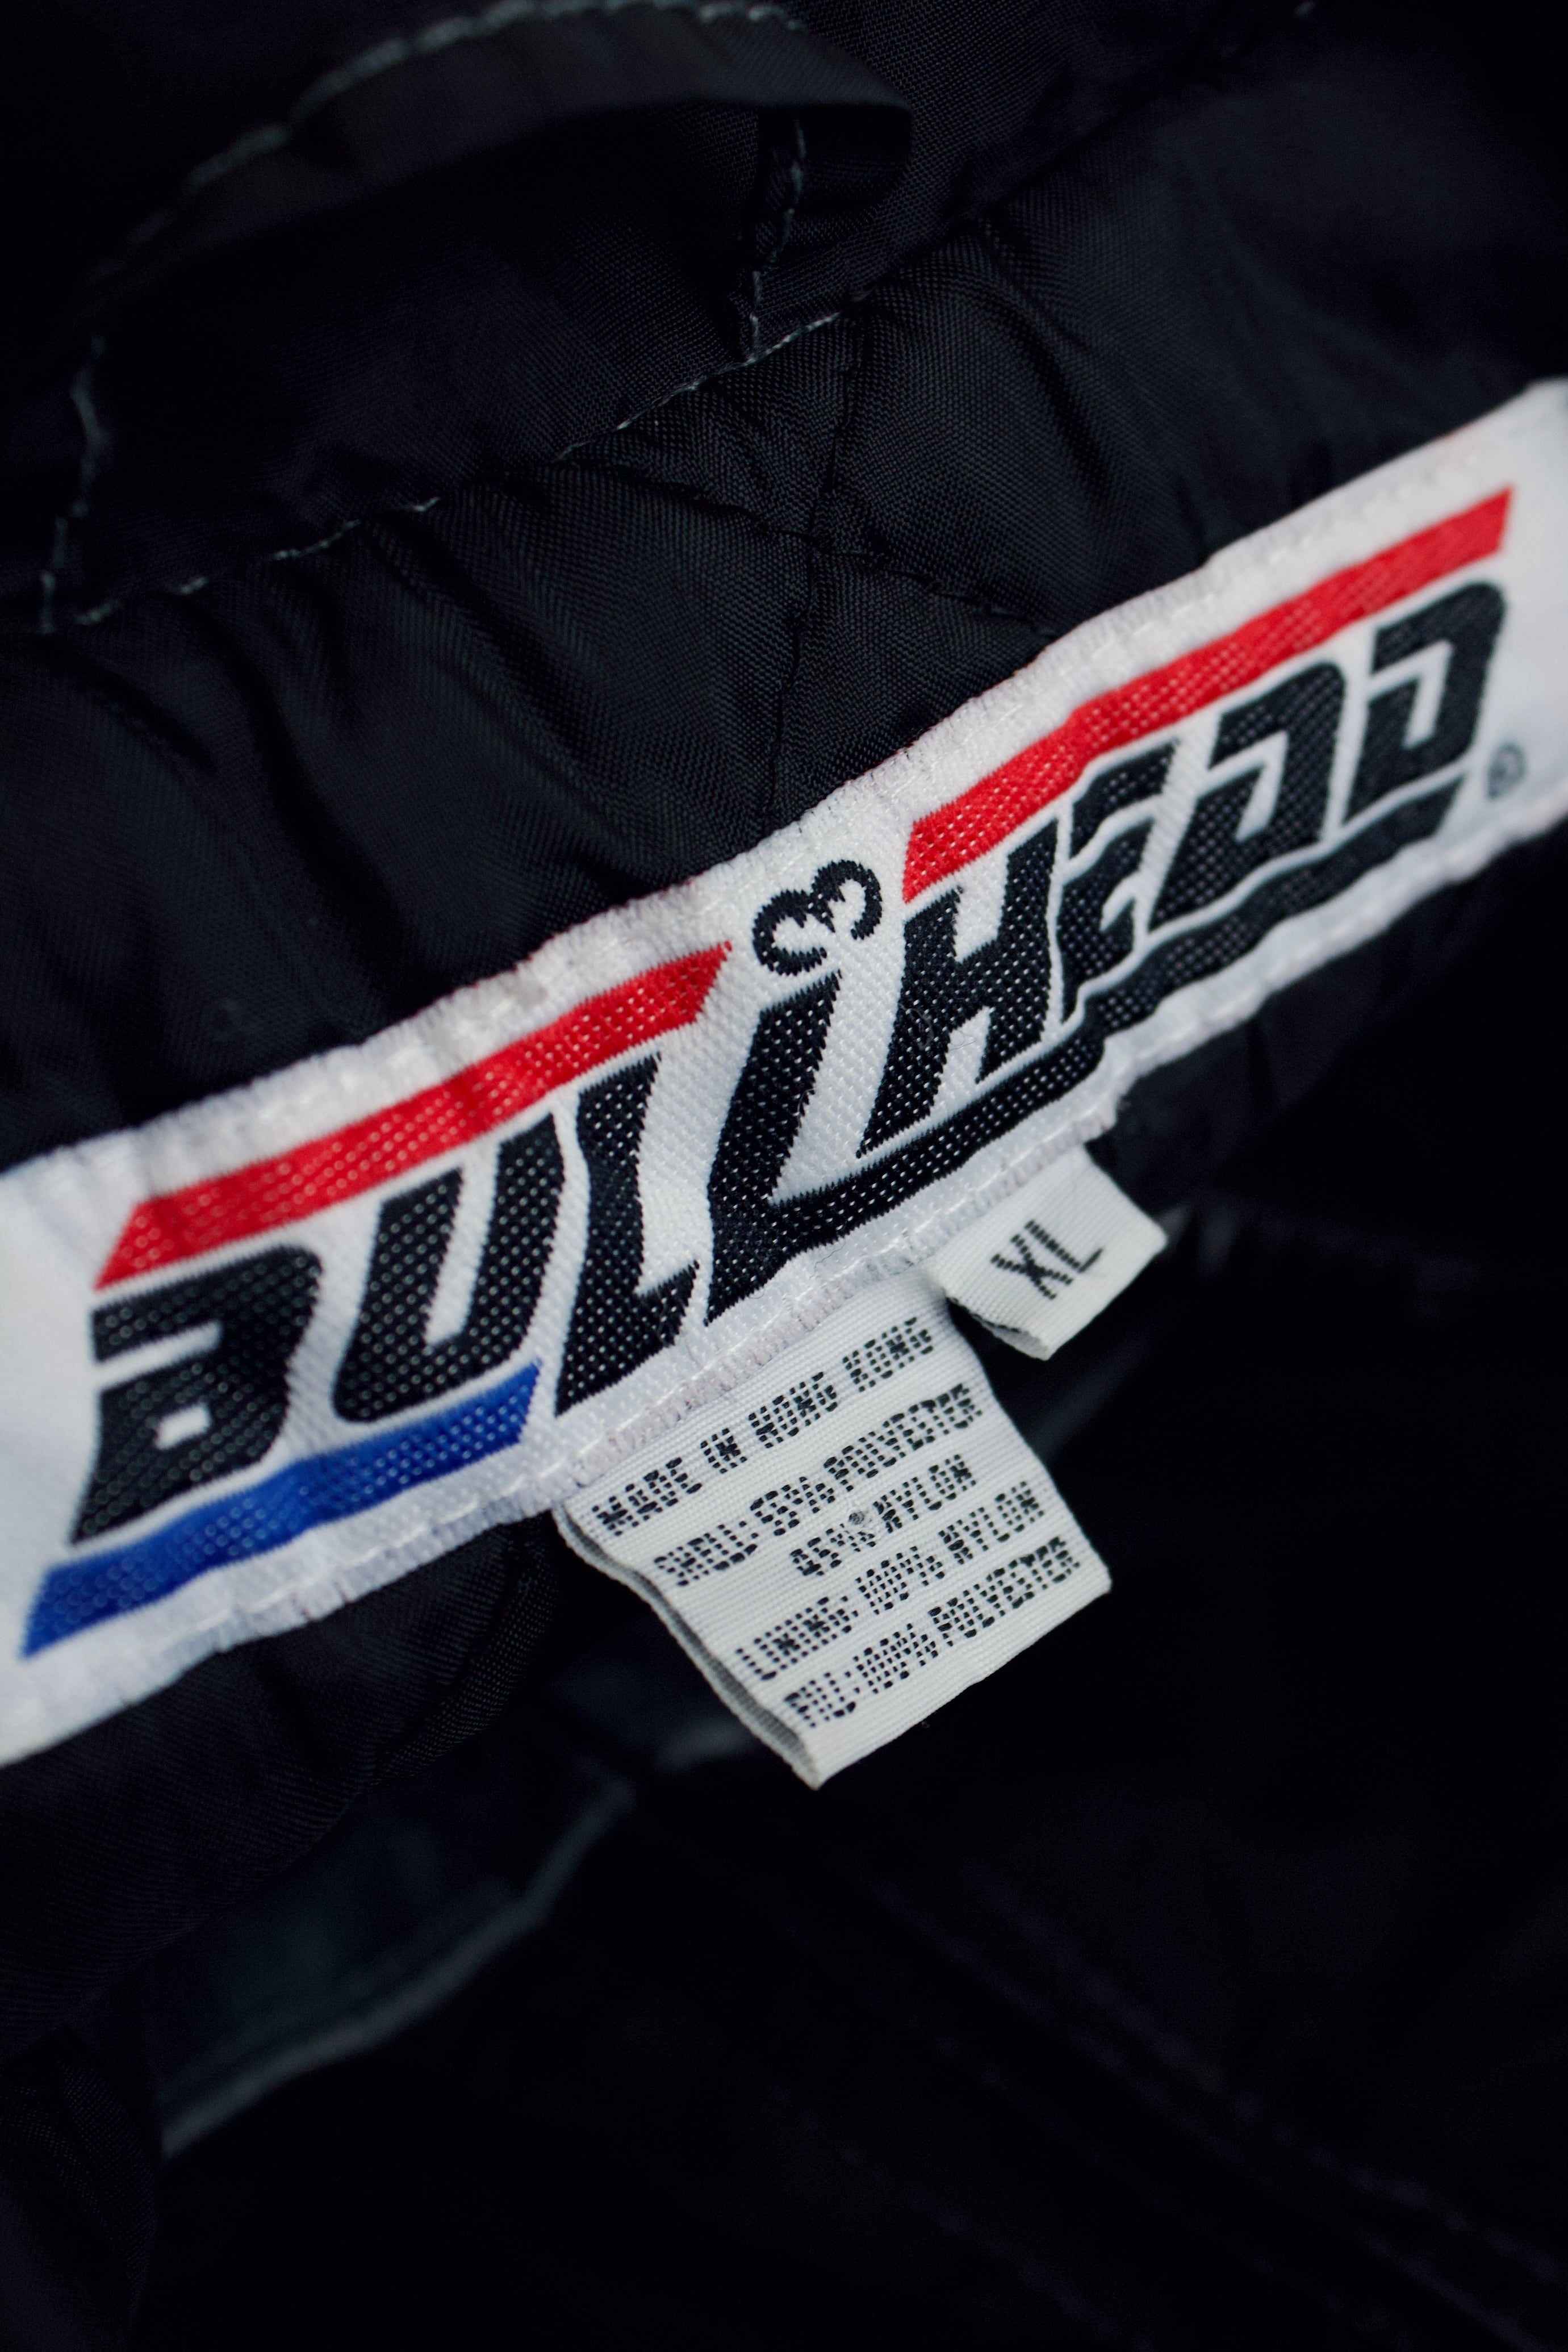 BULLHEAD®
XL
MADE IN HONG KONG
SHELL: 55% POLYESTER
45% NYLON
LINING: 100% NYLON
FILL: 100% POLYESTER